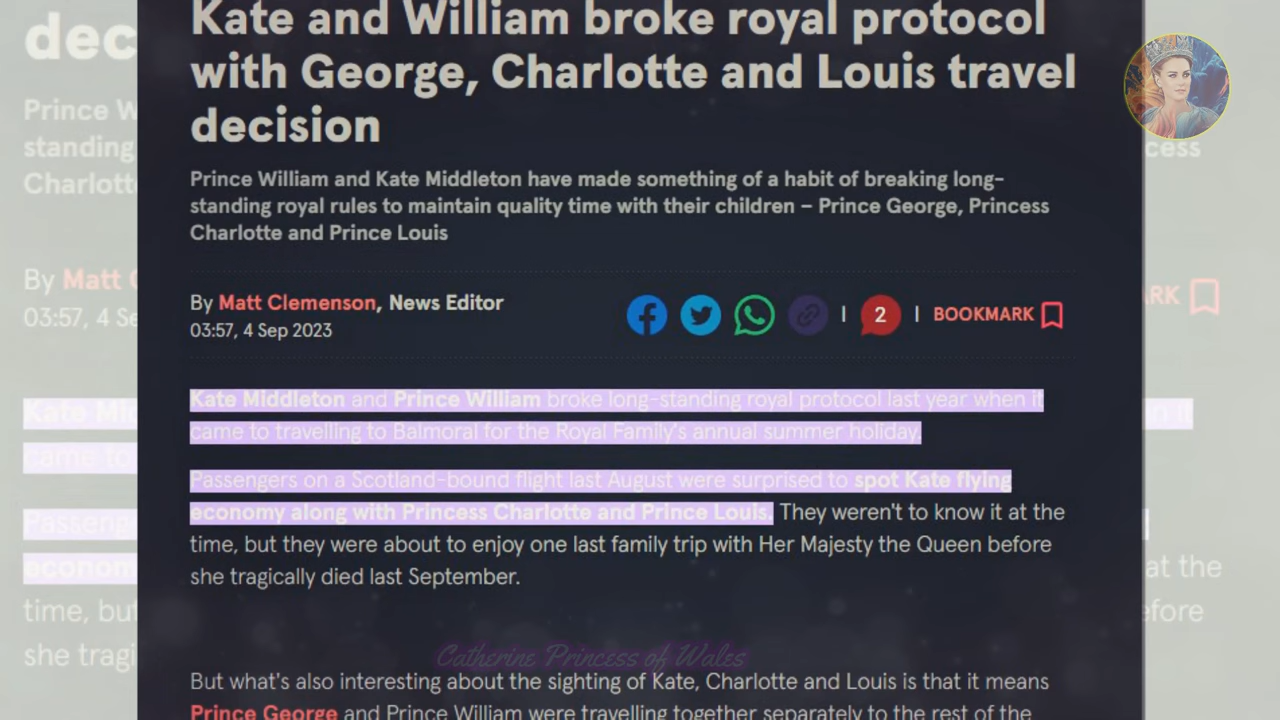 Kate and William broke royal protocol
with George, Charlotte and Louis travel
decision
Prince William and Kate Middleton have made something of a habit of breaking long-
standing royal rules to maintain quality time with their children – Prince George, Princess
Charlotte and Prince Louis
By Matt Clemenson, News Editor
03:57, 4 Sep 2023
2
BOOKMARK
Kate Middleton and Prince William broke long-standing royal protocol last year when it
came to travelling to Balmoral for the Royal Family's annual summer holiday.
Passengers on a Scotland-bound flight last August were surprised to spot Kate flying
economy along with Princess Charlotte and Prince Louis. They weren't to know it at the
time, but they were about to enjoy one last family trip with Her Majesty the Queen before
she tragically died last September.
Catherine Princess of Wales
But what's also interesting about the sighting of Kate, Charlotte and Louis is that it means
Prince George and Prince William were travelling together separately to the rest of the